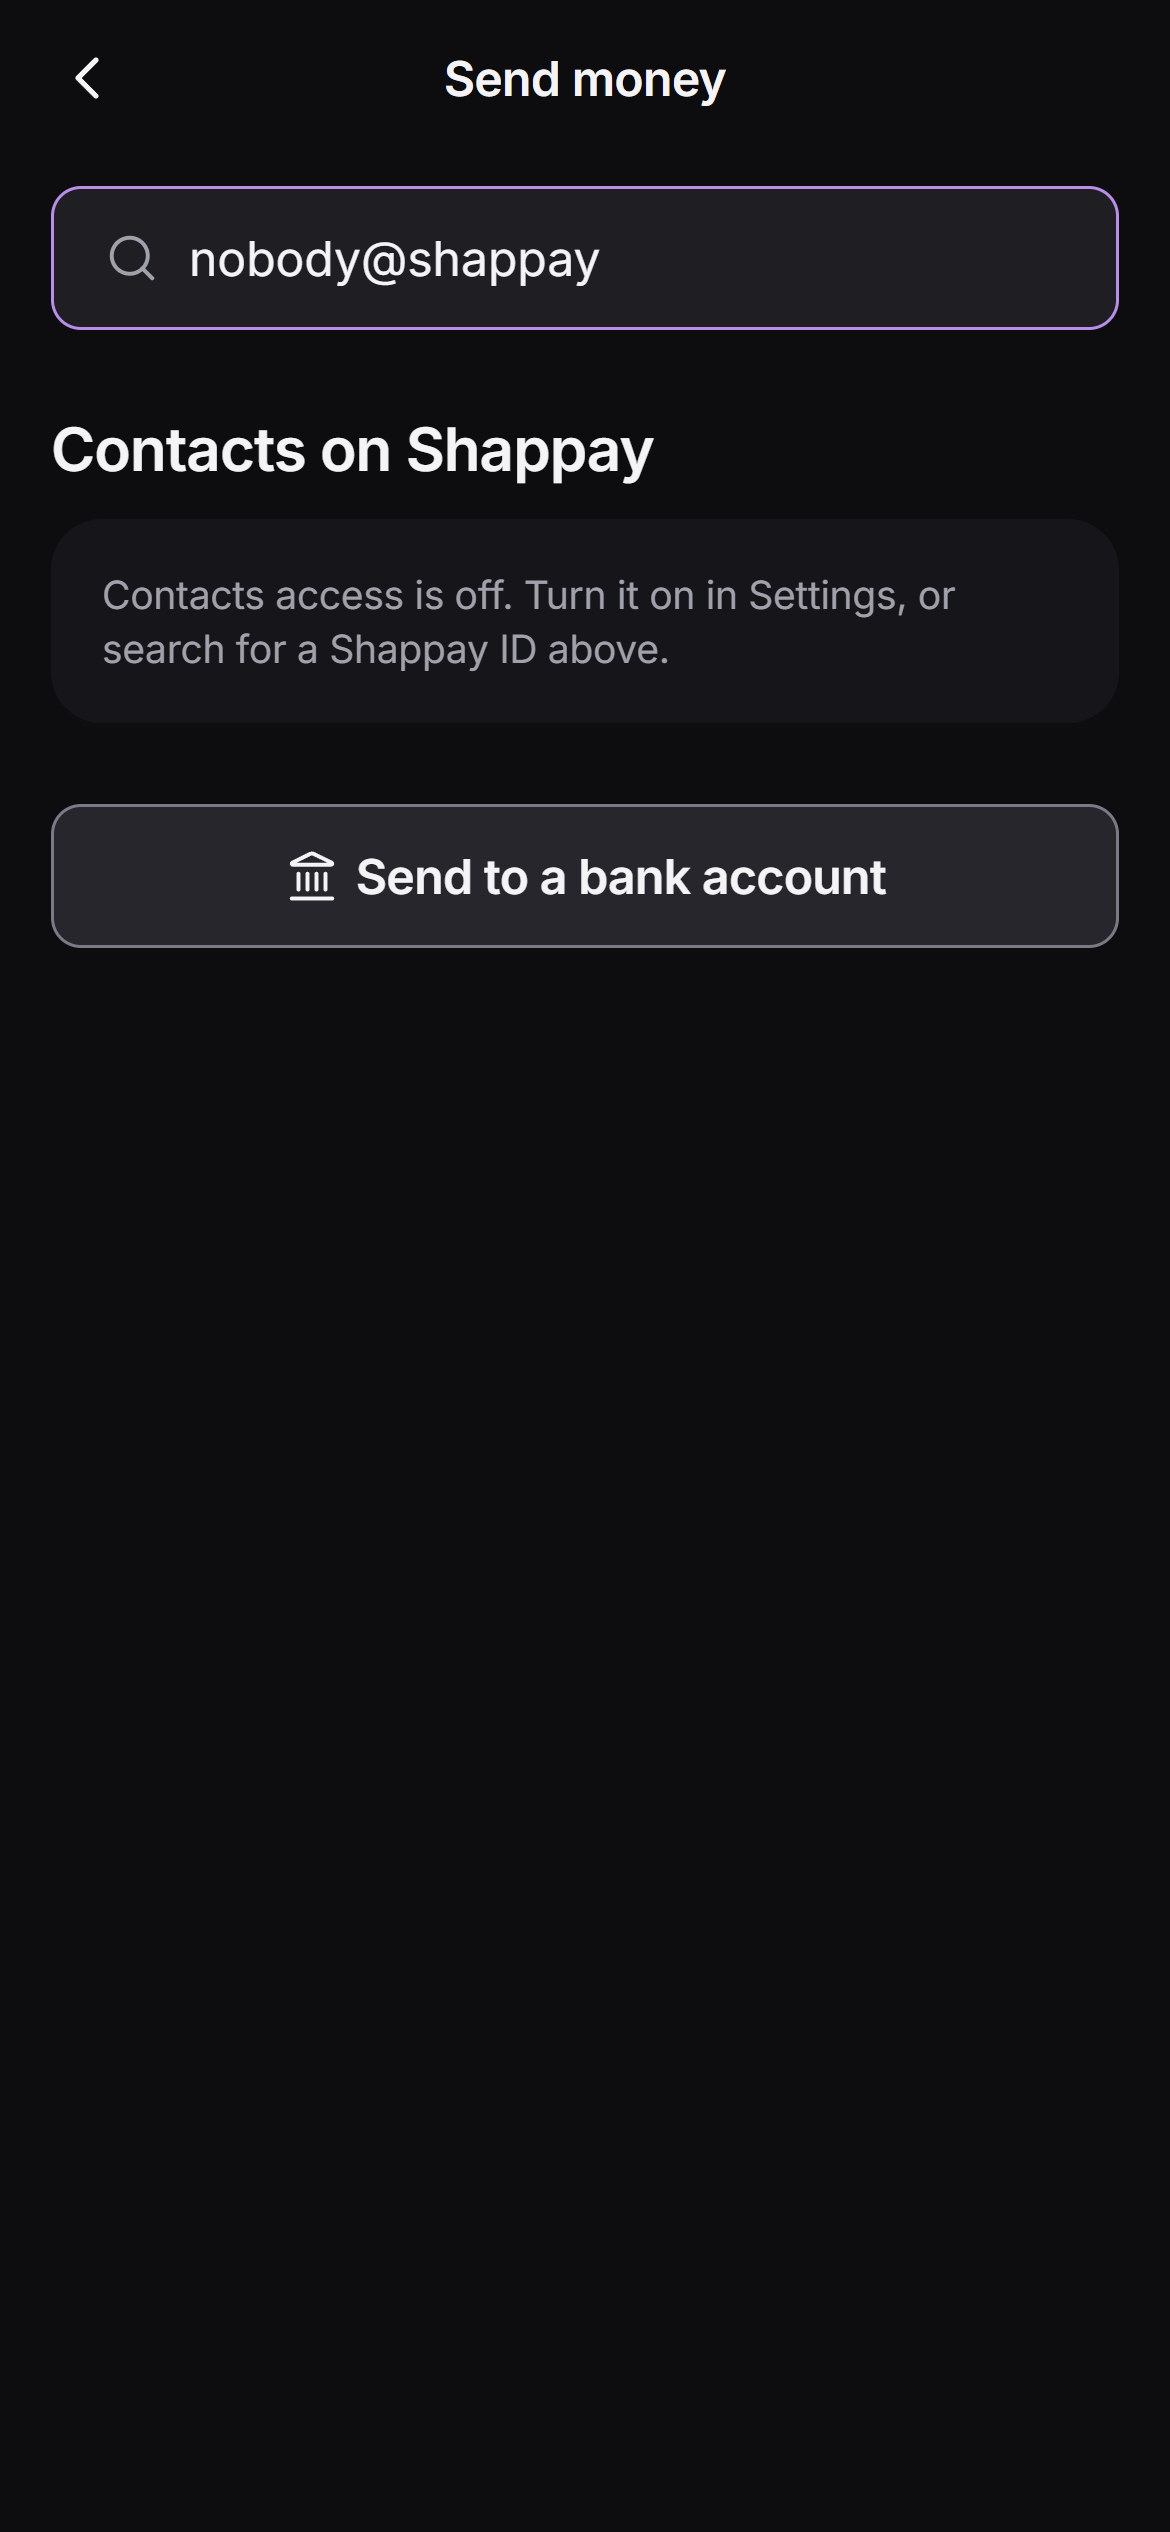 Send money
nobody@shappay
Contacts on Shappay
Contacts access is off. Turn it on in Settings, or
search for a Shappay ID above.
Send to a bank account